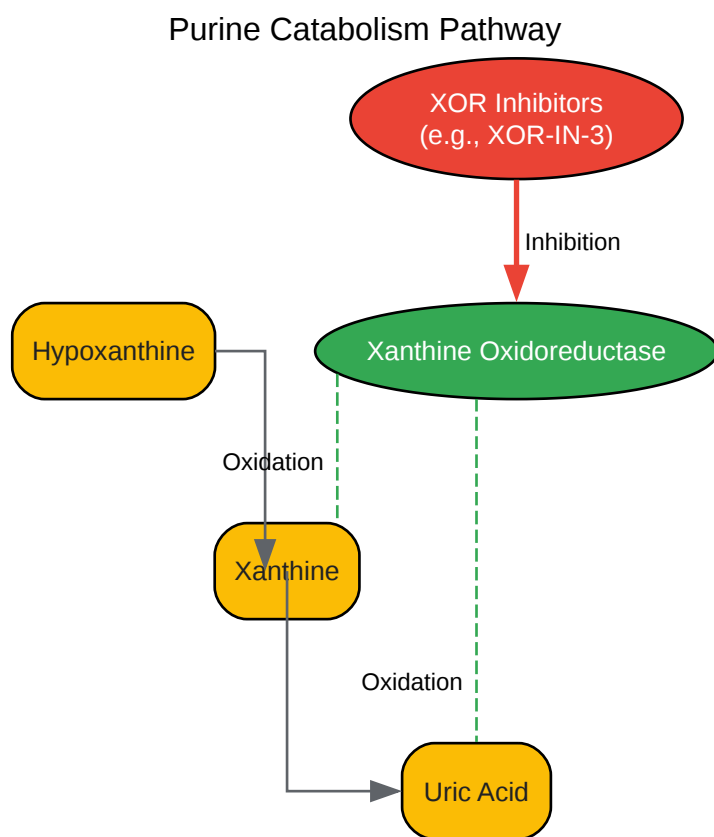 Purine Catabolism Pathway
XOR Inhibitors
(e.g., XOR-IN-3)
Inhibition
Hypoxanthine
Xanthine Oxidoreductase
Oxidation
Xanthine
Oxidation
Uric Acid